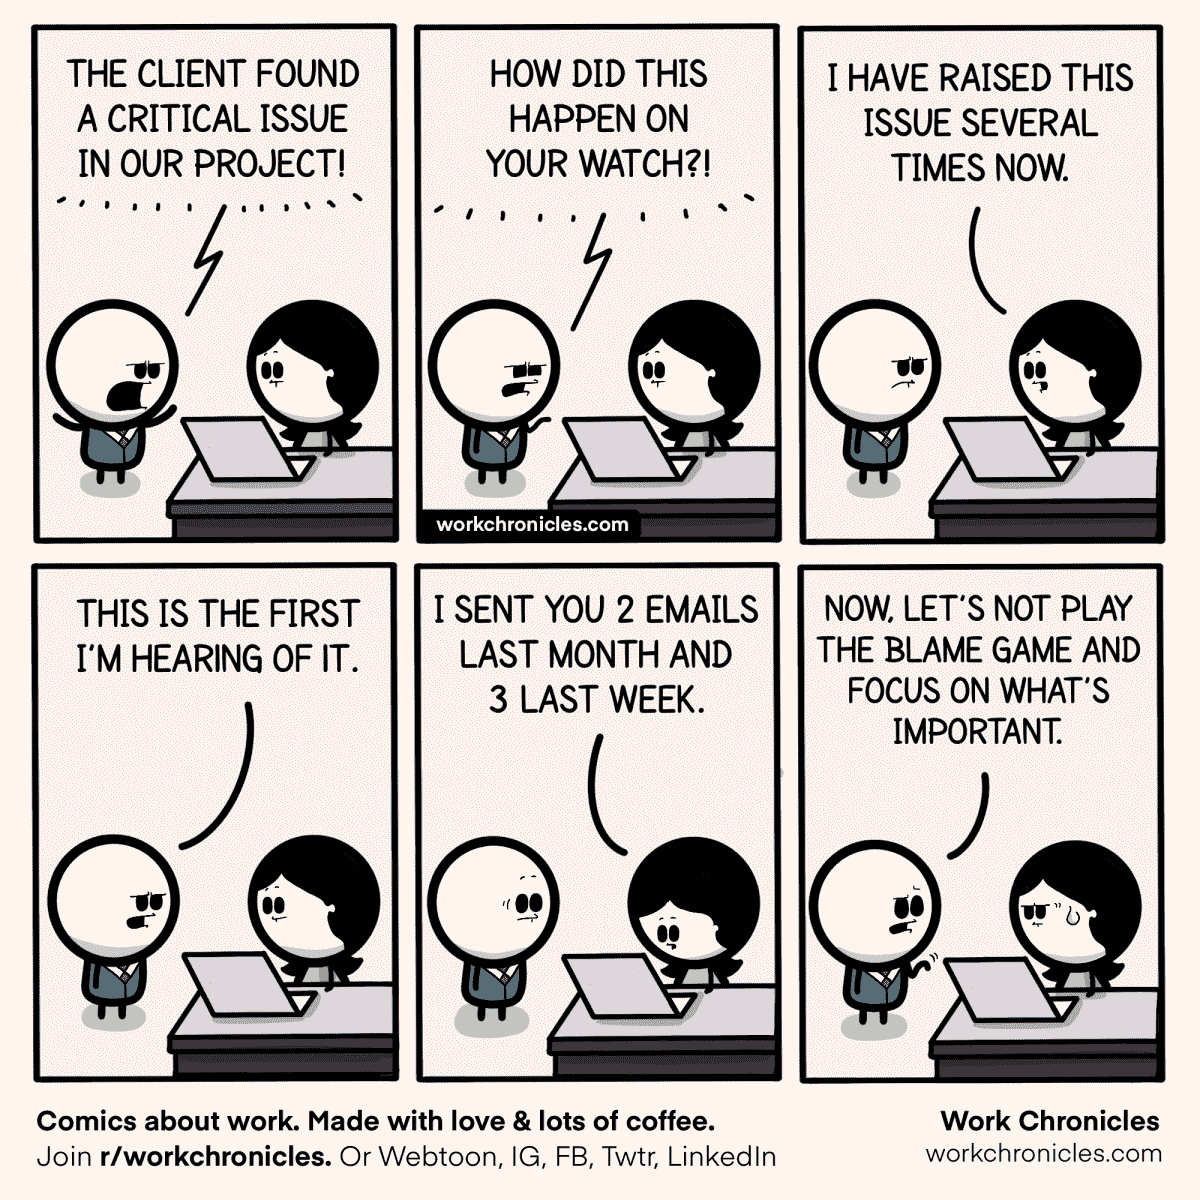 THE CLIENT FOUND
A CRITICAL ISSUE
IN OUR PROJECT!
HOW DID THIS
HAPPEN ON
YOUR WATCH?!
workchronicles.com
I HAVE RAISED THIS
ISSUE SEVERAL
TIMES NOW.
THIS IS THE FIRST
I'M HEARING OF IT.
I SENT YOU 2 EMAILS
LAST MONTH AND
3 LAST WEEK.
NOW, LET'S NOT PLAY
THE BLAME GAME AND
FOCUS ON WHAT'S
IMPORTANT.
Comics about work. Made with love & lots of coffee.
Join r/workchronicles. Or Webtoon, IG, FB, Twtr, LinkedIn
Work Chronicles
workchronicles.com